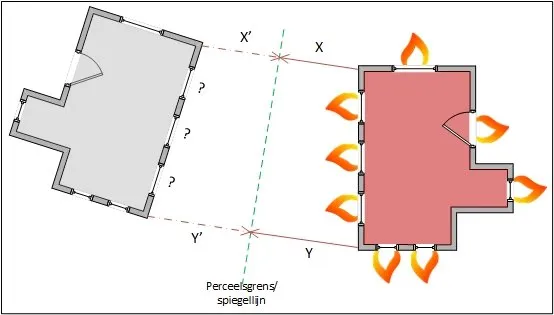 X’
X
?
?
?
Y’
Y
Perceelsgrens/
spiegellijn